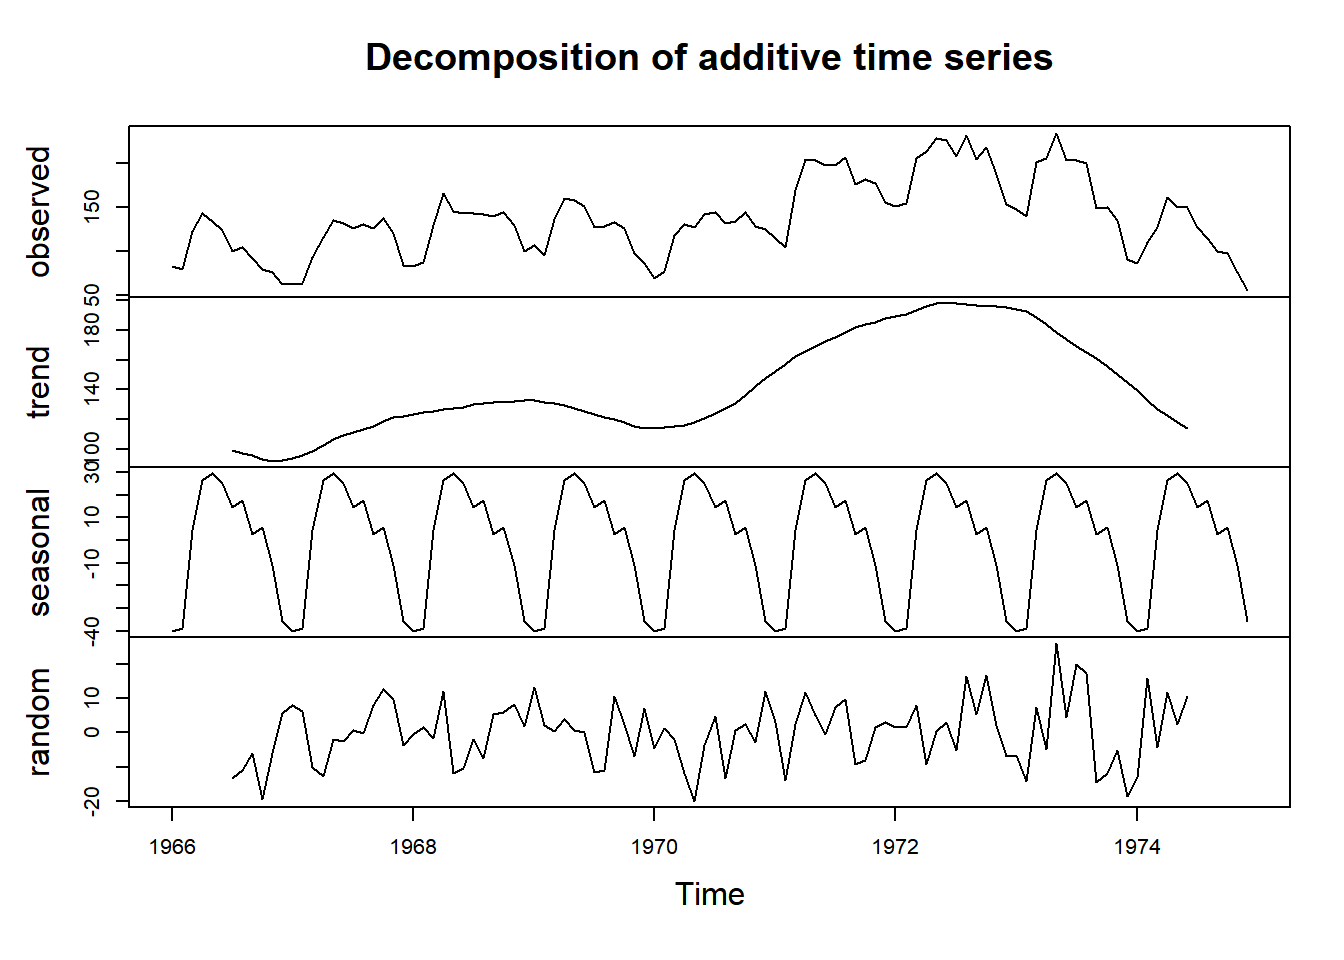 Decomposition of additive time series
observed
50 150
trend
100 140 180
50
seasonal
-40 -10 10 30
random
-20 0 10
1966 1968 1970 1972 1974
Time